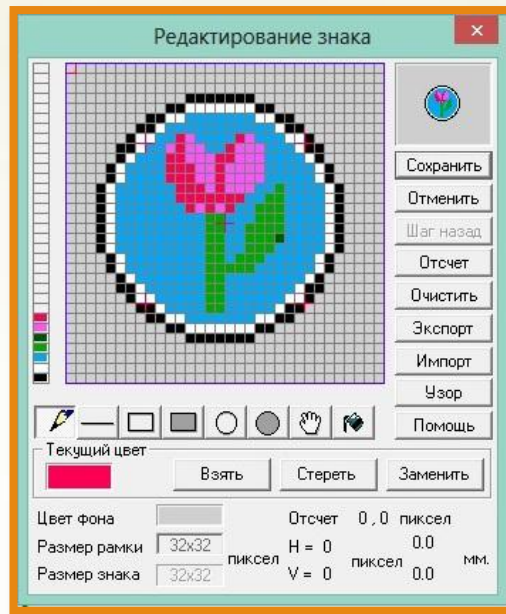 Редактирование знака
Сохранить
Отменить
Шаг назад
Отсчет
Очистить
Экспорт
Импорт
Узор
Помощь
Текущий цвет
Взять
Стереть
Заменить
Цвет фона
Отсчет 0 , 0 пиксел
Размер рамки 32x32 пиксел H = 0 пиксел 0.0 мм.
Размер знака 32x32 V = 0 0.0